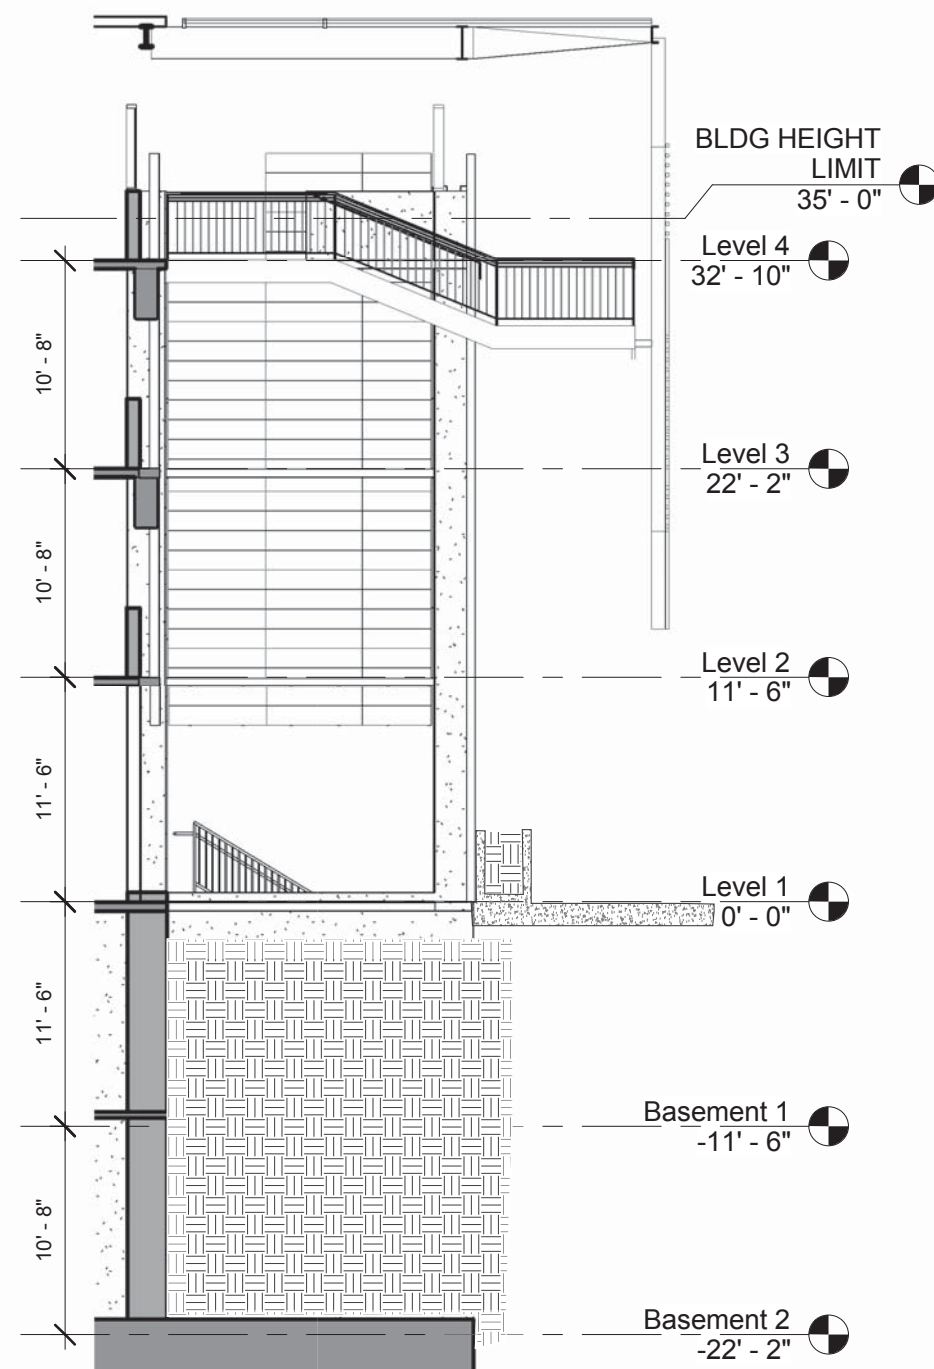 BLDG HEIGHT
LIMIT
35' - 0"
Level 4
32' - 10"
10' - 8"
Level 3
22' - 2"
10' - 8"
Level 2
11' - 6"
11' - 6"
Level 1
0' - 0"
11' - 6"
Basement 1
-11' - 6"
10' - 8"
Basement 2
-22' - 2"